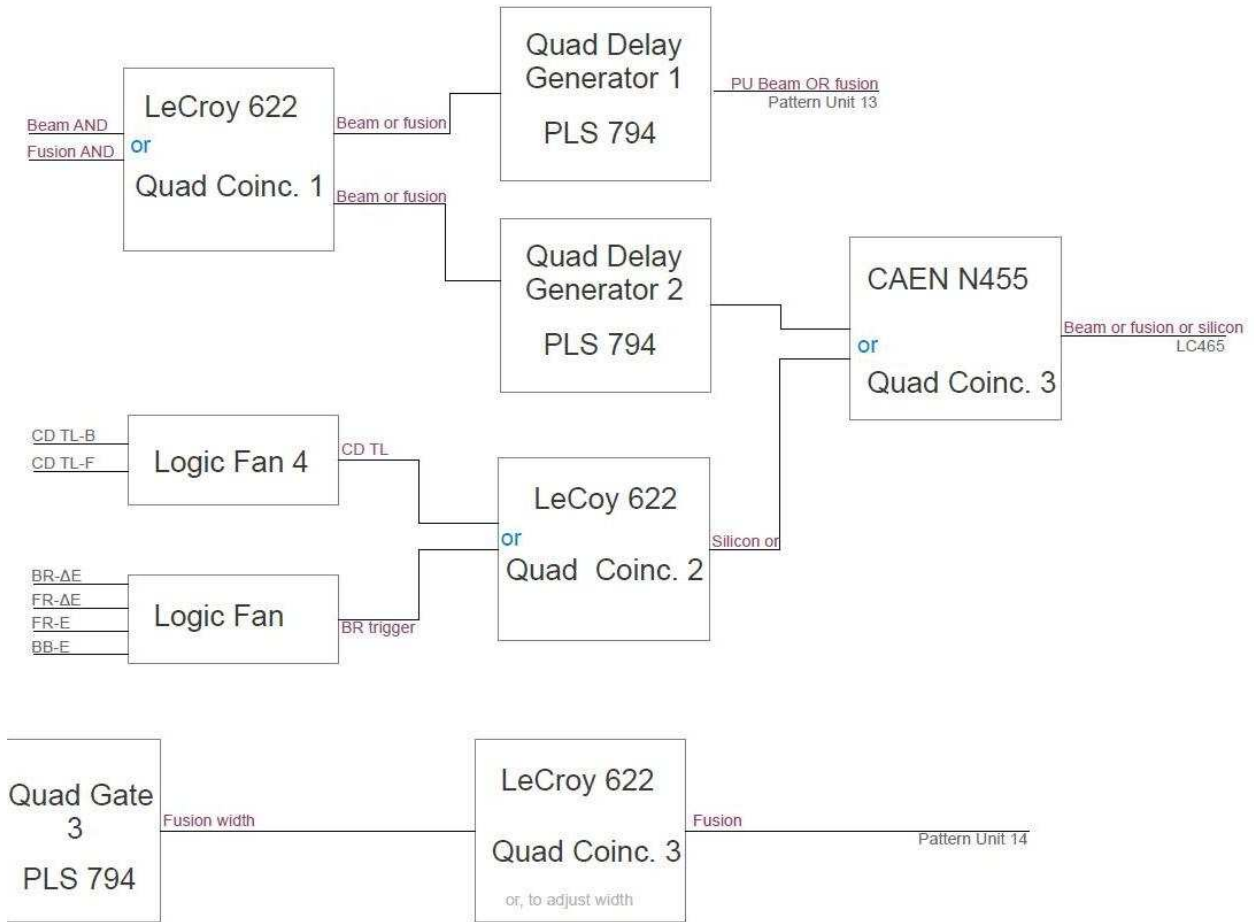 Quad Delay
Generator 1
PLS 794
PU Beam OR fusion
Pattern Unit 13
LeCroy 622
or
Quad Coinc. 1
Beam AND
Fusion AND
Beam or fusion
Beam or fusion
Quad Delay
Generator 2
PLS 794
CAEN N455
or
Quad Coinc. 3
Beam or fusion or silicon
LC465
CD TL-B
CD TL-F
Logic Fan 4
CD TL
LeCoy 622
or
Quad Coinc. 2
Silicon or
BR-ΔE
FR-ΔE
FR-E
BB-E
Logic Fan
BR trigger
Quad Gate
3
PLS 794
Fusion width
LeCroy 622
Quad Coinc. 3
or, to adjust width
Fusion
Pattern Unit 14